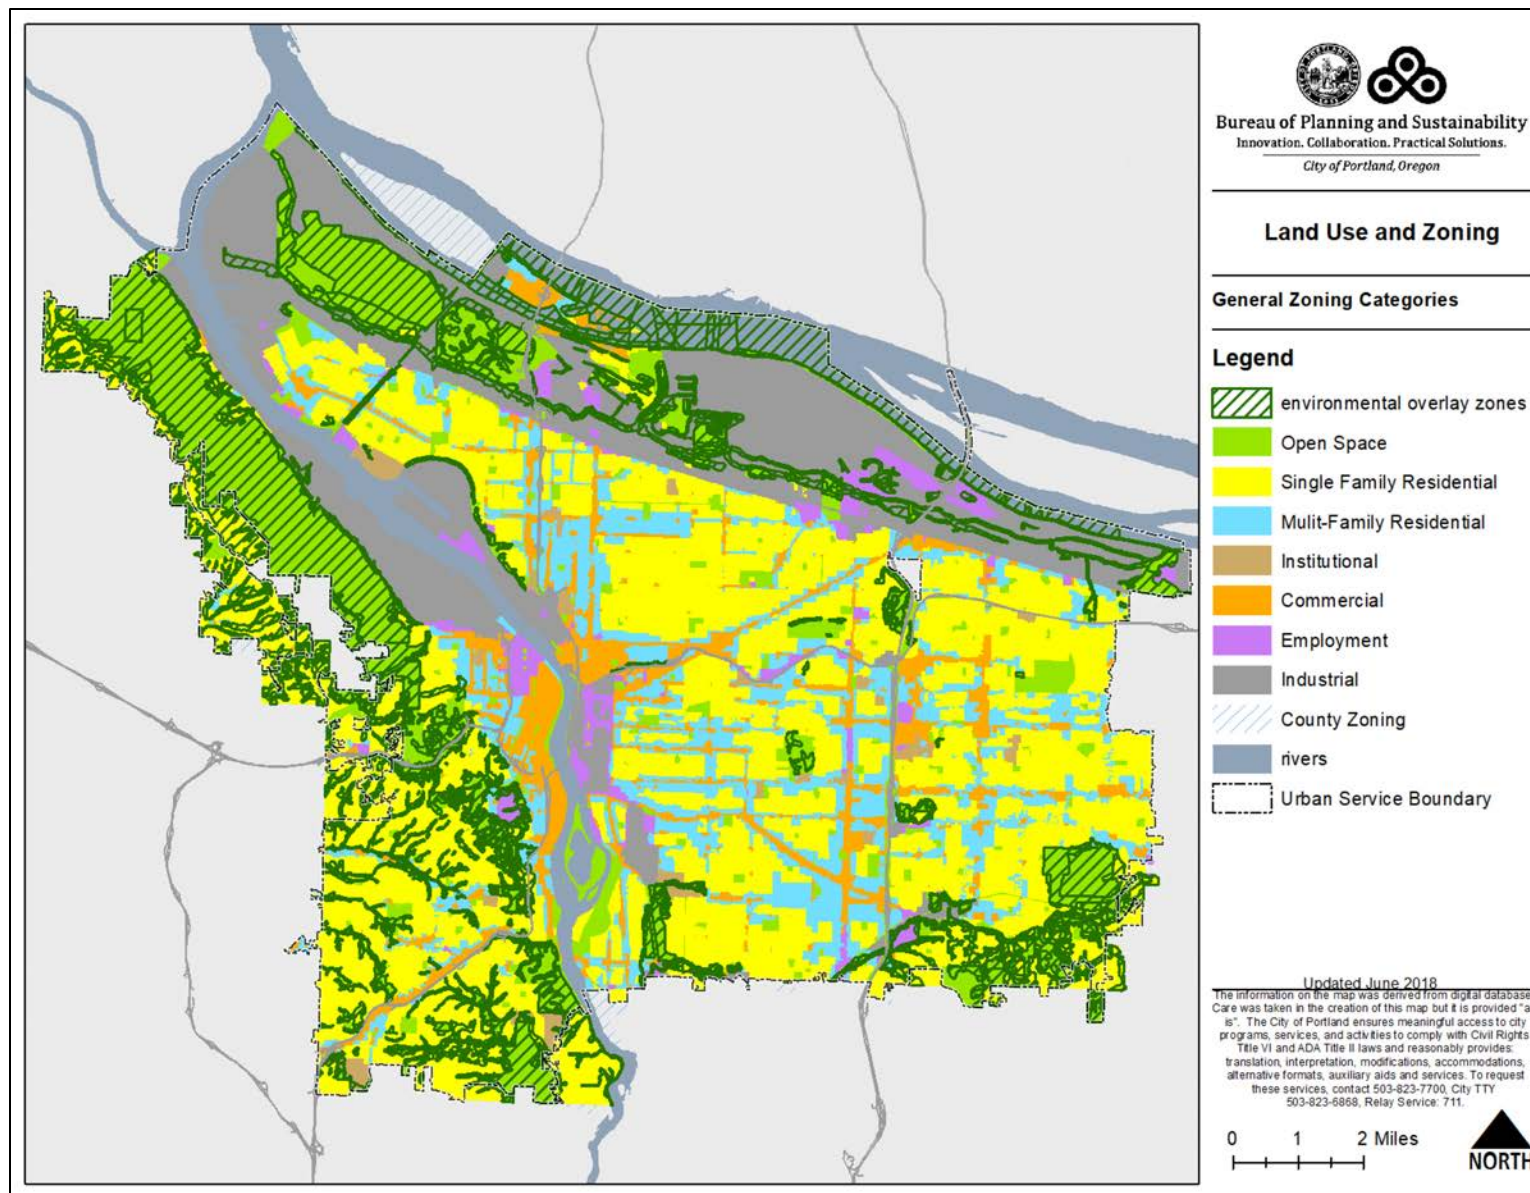 Bureau of Planning and Sustainability
Innovation. Collaboration. Practical Solutions.
City of Portland, Oregon
Land Use and Zoning
General Zoning Categories
Legend
environmental overlay zones
Open Space
Single Family Residential
Mulit-Family Residential
Institutional
Commercial
Employment
Industrial
County Zoning
rivers
Urban Service Boundary
Updated June 2018
The information on the map was derived from digital database
Care was taken in the creation of this map but it is provided "a
is". The City of Portland ensures meaningful access to city
programs, services, and activities to comply with Civil Rights
Title VI and ADA Title II laws and reasonably provides:
translation, interpretation, modifications, accommodations,
alternative formats, auxiliary aids and services. To request
these services, contact 503-823-7700, City TTY
503-823-6868, Relay Service: 711.
0 1 2 Miles
NORTH